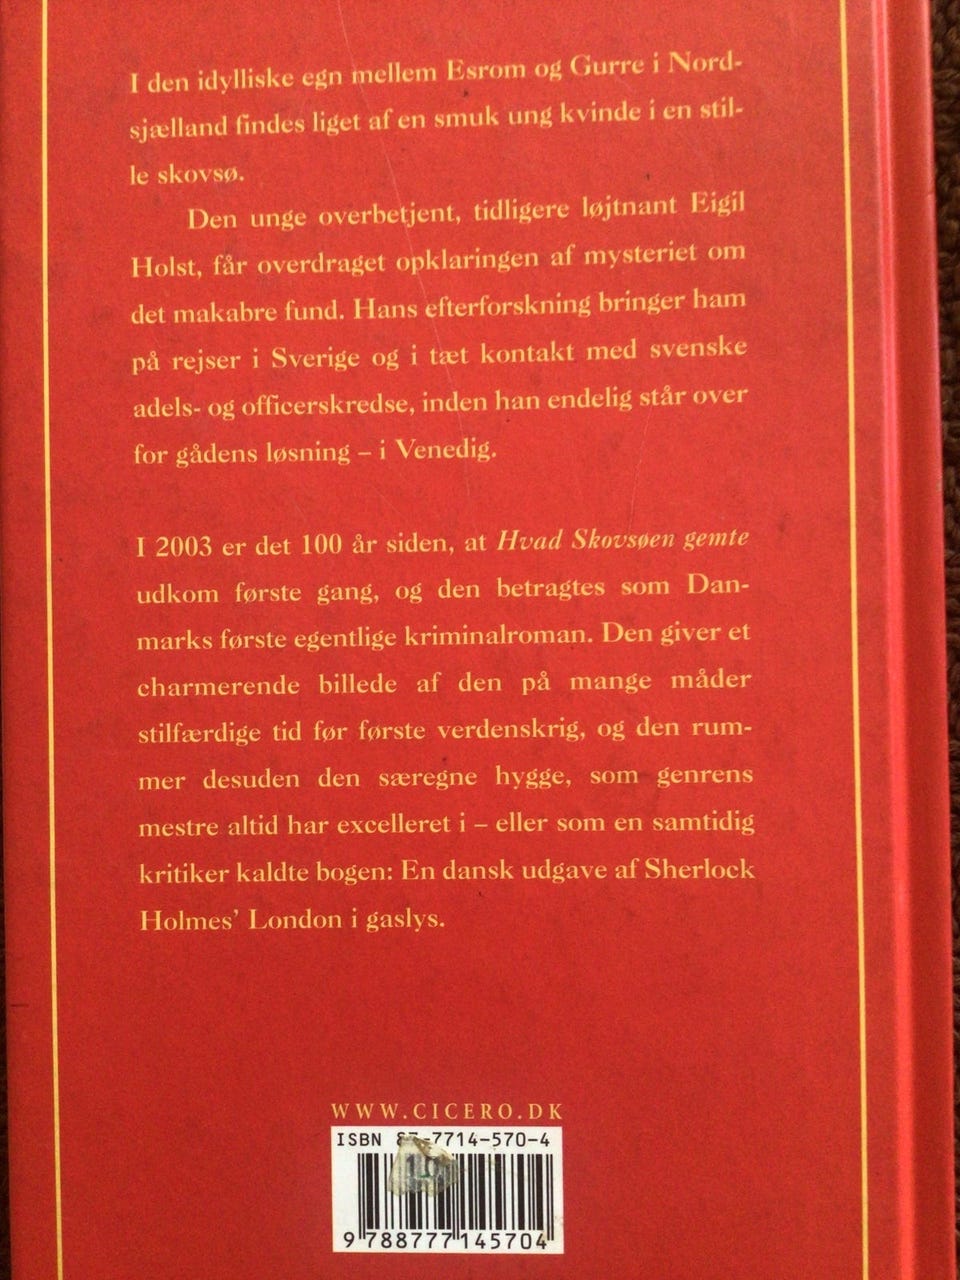 I den idylliske egn mellem Esrom og Gurre i Nord-
sjælland findes liget af en smuk ung kvinde i en stil-
le skovsø.
Den unge overbetjent, tidligere løjtnant Eigil
Holst, får overdraget opklaringen af mysteriet om
det makabre fund. Hans efterforskning bringer ham
på rejser i Sverige og i tæt kontakt med svenske
adels- og officerskredse, inden han endelig står over
for gådens løsning – i Venedig.
I 2003 er det 100 år siden, at Hvad Skovsøen gemte
udkom første gang, og den betragtes som Dan-
marks første egentlige kriminalroman. Den giver et
charmerende billede af den på mange måder
stilfærdige tid før første verdenskrig, og den rum-
mer desuden den særegne hygge, som genrens
mestre altid har excelleret i – eller som en samtidig
kritiker kaldte bogen: En dansk udgave af Sherlock
Holmes’ London i gaslys.
WWW.CICERO.DK
ISBN 87-7714-570-4
10
9 788777 145704